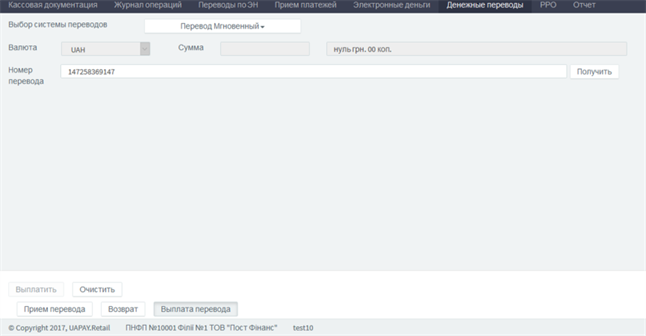 Кассовая документация Журнал операций Переводы по ЭН Прием платежей Электронные деньги Денежные переводы РРО Отчет
Выбор системы переводов Перевод Мгновенный
Валюта UAH Сумма нуль грн. 00 коп.
Номер перевода 147258369147 Получить
Выплатить Очистить
Прием перевода Возврат Выплата перевода
© Copyright 2017, UAPAY.Retail ПНФП №10001 Філії №1 ТОВ "Пост Фінанс" test10